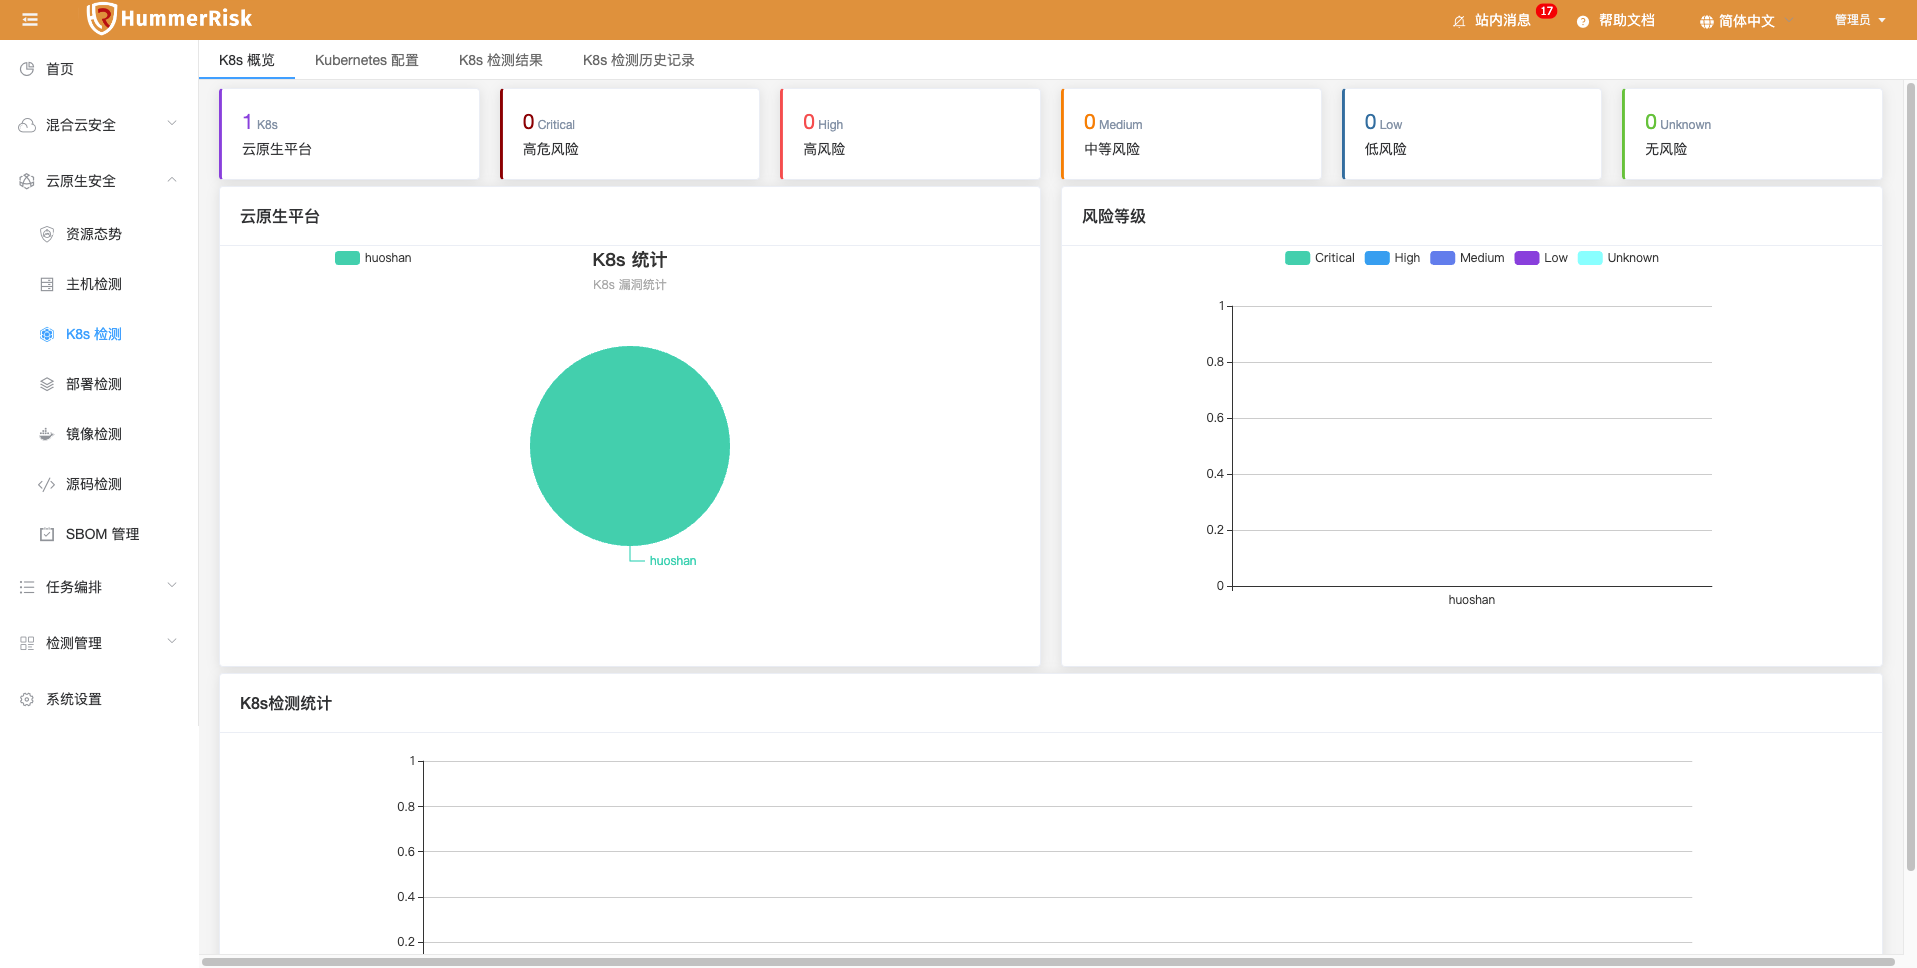 HummerRisk
站内消息 17 帮助文档 简体中文 管理员
首页
混合云安全
云原生安全
资源态势
主机检测
K8s 检测
部署检测
镜像检测
源码检测
SBOM 管理
任务编排
检测管理
系统设置
K8s 概览 Kubernetes 配置 K8s 检测结果 K8s 检测历史记录
1 K8s
云原生平台
0 Critical
高危风险
0 High
高风险
0 Medium
中等风险
0 Low
低风险
0 Unknown
无风险
云原生平台
huoshan
K8s 统计
K8s 漏洞统计
huoshan
风险等级
Critical High Medium Low Unknown
1
0.8
0.6
0.4
0.2
0
huoshan
K8s检测统计
1
0.8
0.6
0.4
0.2